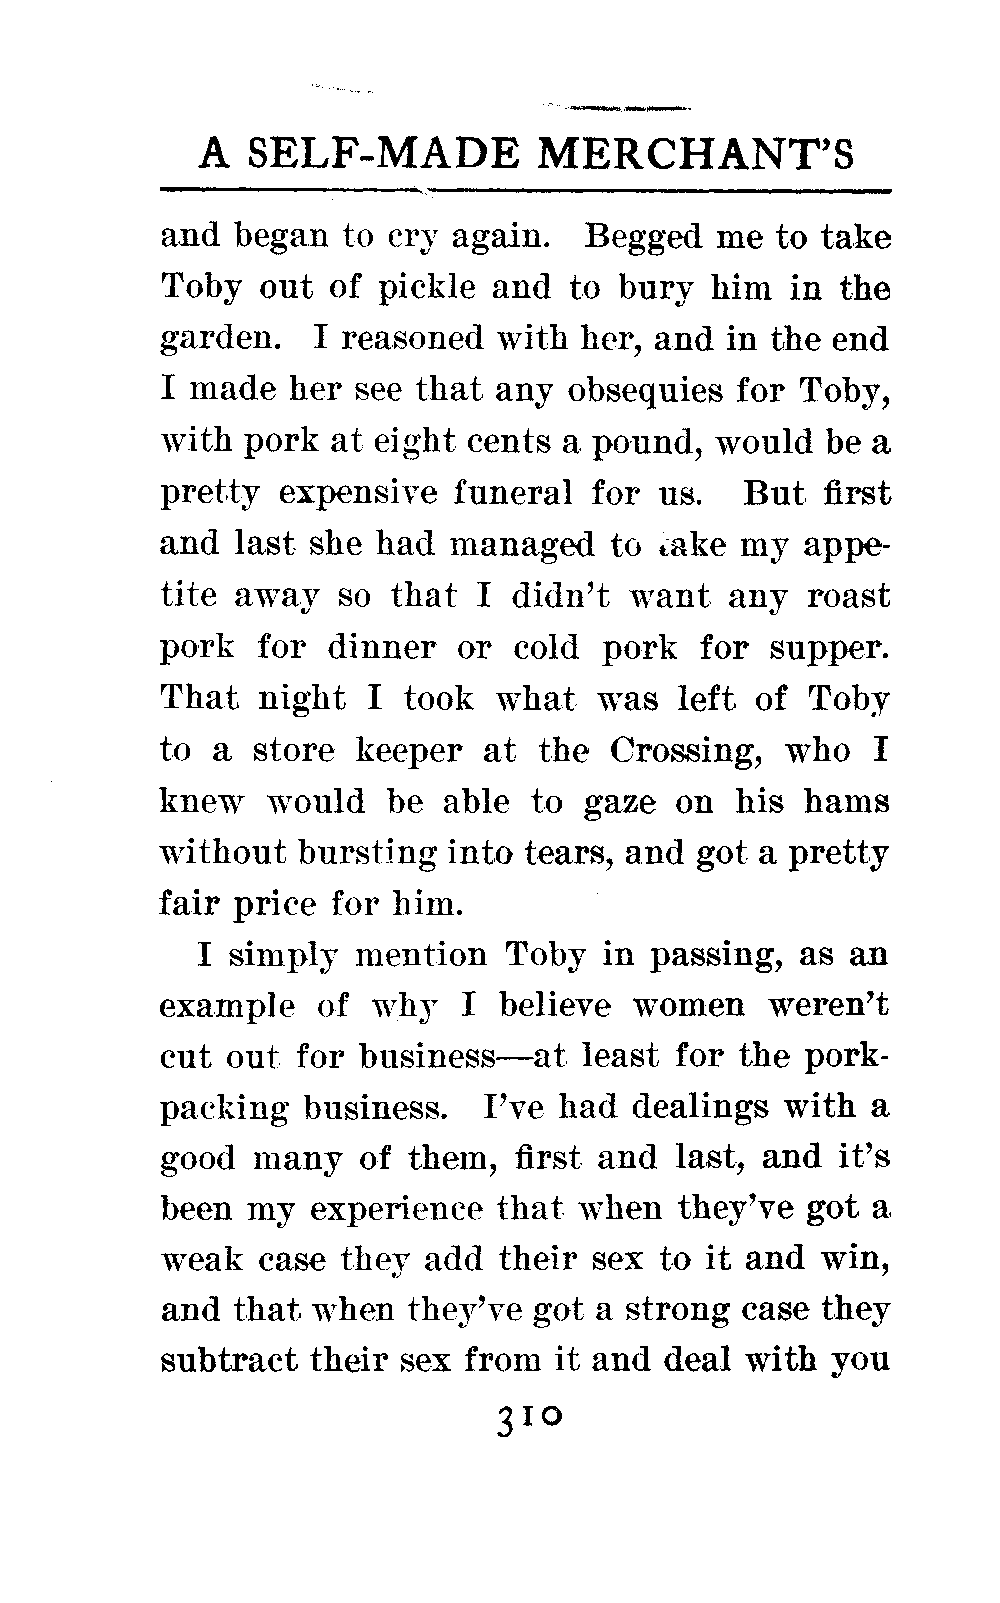 A SELF-MADE MERCHANT'S
and began to cry again. Begged me to take
Toby out of pickle and to bury him in the
garden. I reasoned with her, and in the end
I made her see that any obsequies for Toby,
with pork at eight cents a pound, would be a
pretty expensive funeral for us. But first
and last she had managed to take my appe-
tite away so that I didn't want any roast
pork for dinner or cold pork for supper.
That night I took what was left of Toby
to a store keeper at the Crossing, who I
knew would be able to gaze on his hams
without bursting into tears, and got a pretty
fair price for him.
I simply mention Toby in passing, as an
example of why I believe women weren't
cut out for business—at least for the pork-
packing business. I've had dealings with a
good many of them, first and last, and it's
been my experience that when they've got a
weak case they add their sex to it and win,
and that when they've got a strong case they
subtract their sex from it and deal with you
310